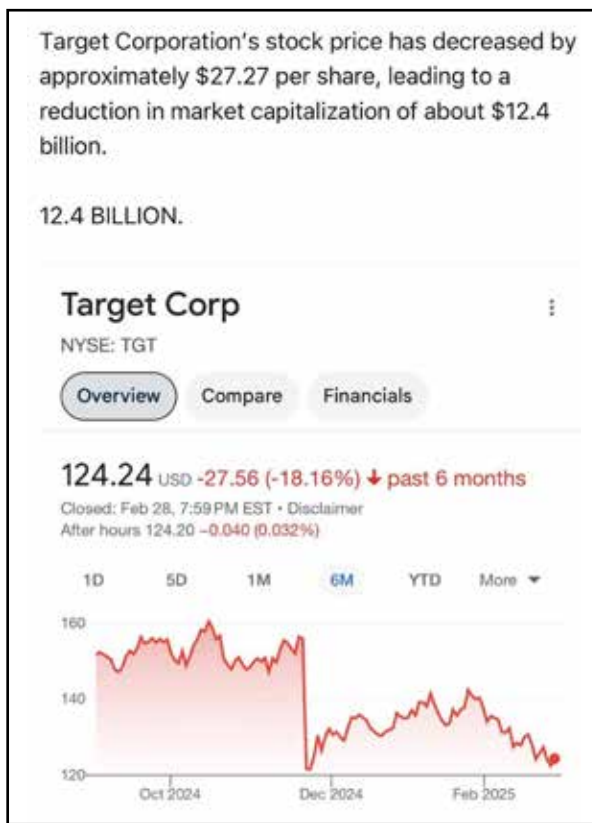 Target Corporation's stock price has decreased by
approximately $27.27 per share, leading to a
reduction in market capitalization of about $12.4
billion.
12.4 BILLION.
Target Corp
NYSE: TGT
Overview Compare Financials
124.24 USD -27.56 (-18.16%) ↓ past 6 months
Closed: Feb 28, 7:59 PM EST • Disclaimer
After hours 124.20 −0.040 (0.032%)
1D 5D 1M 6M YTD More
160
140
120
Oct 2024 Dec 2024 Feb 2025